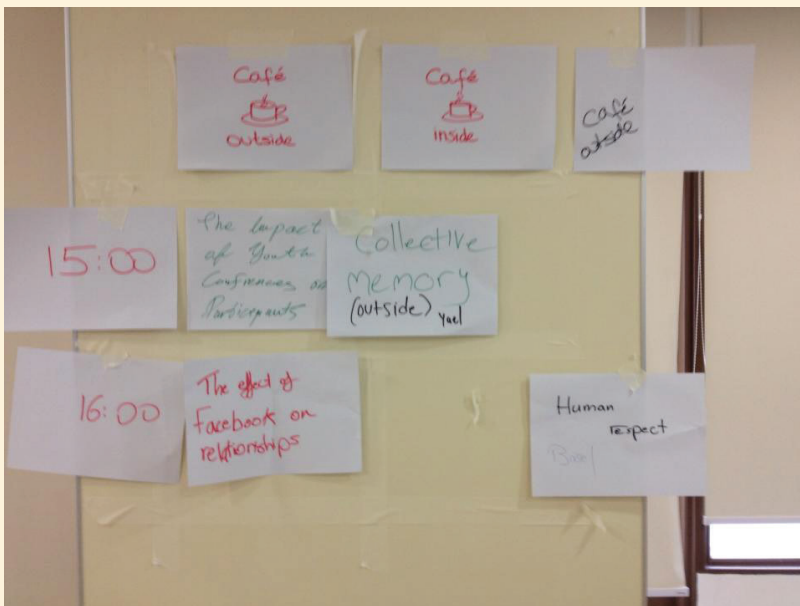 Café
outside
Café
inside
Café
outside
15:00
The Impact
of Youth
Confrences on
Participants
Collective
memory
(outside) Yael
16:00
The effect of
Facebook on
relationships
Human
respect